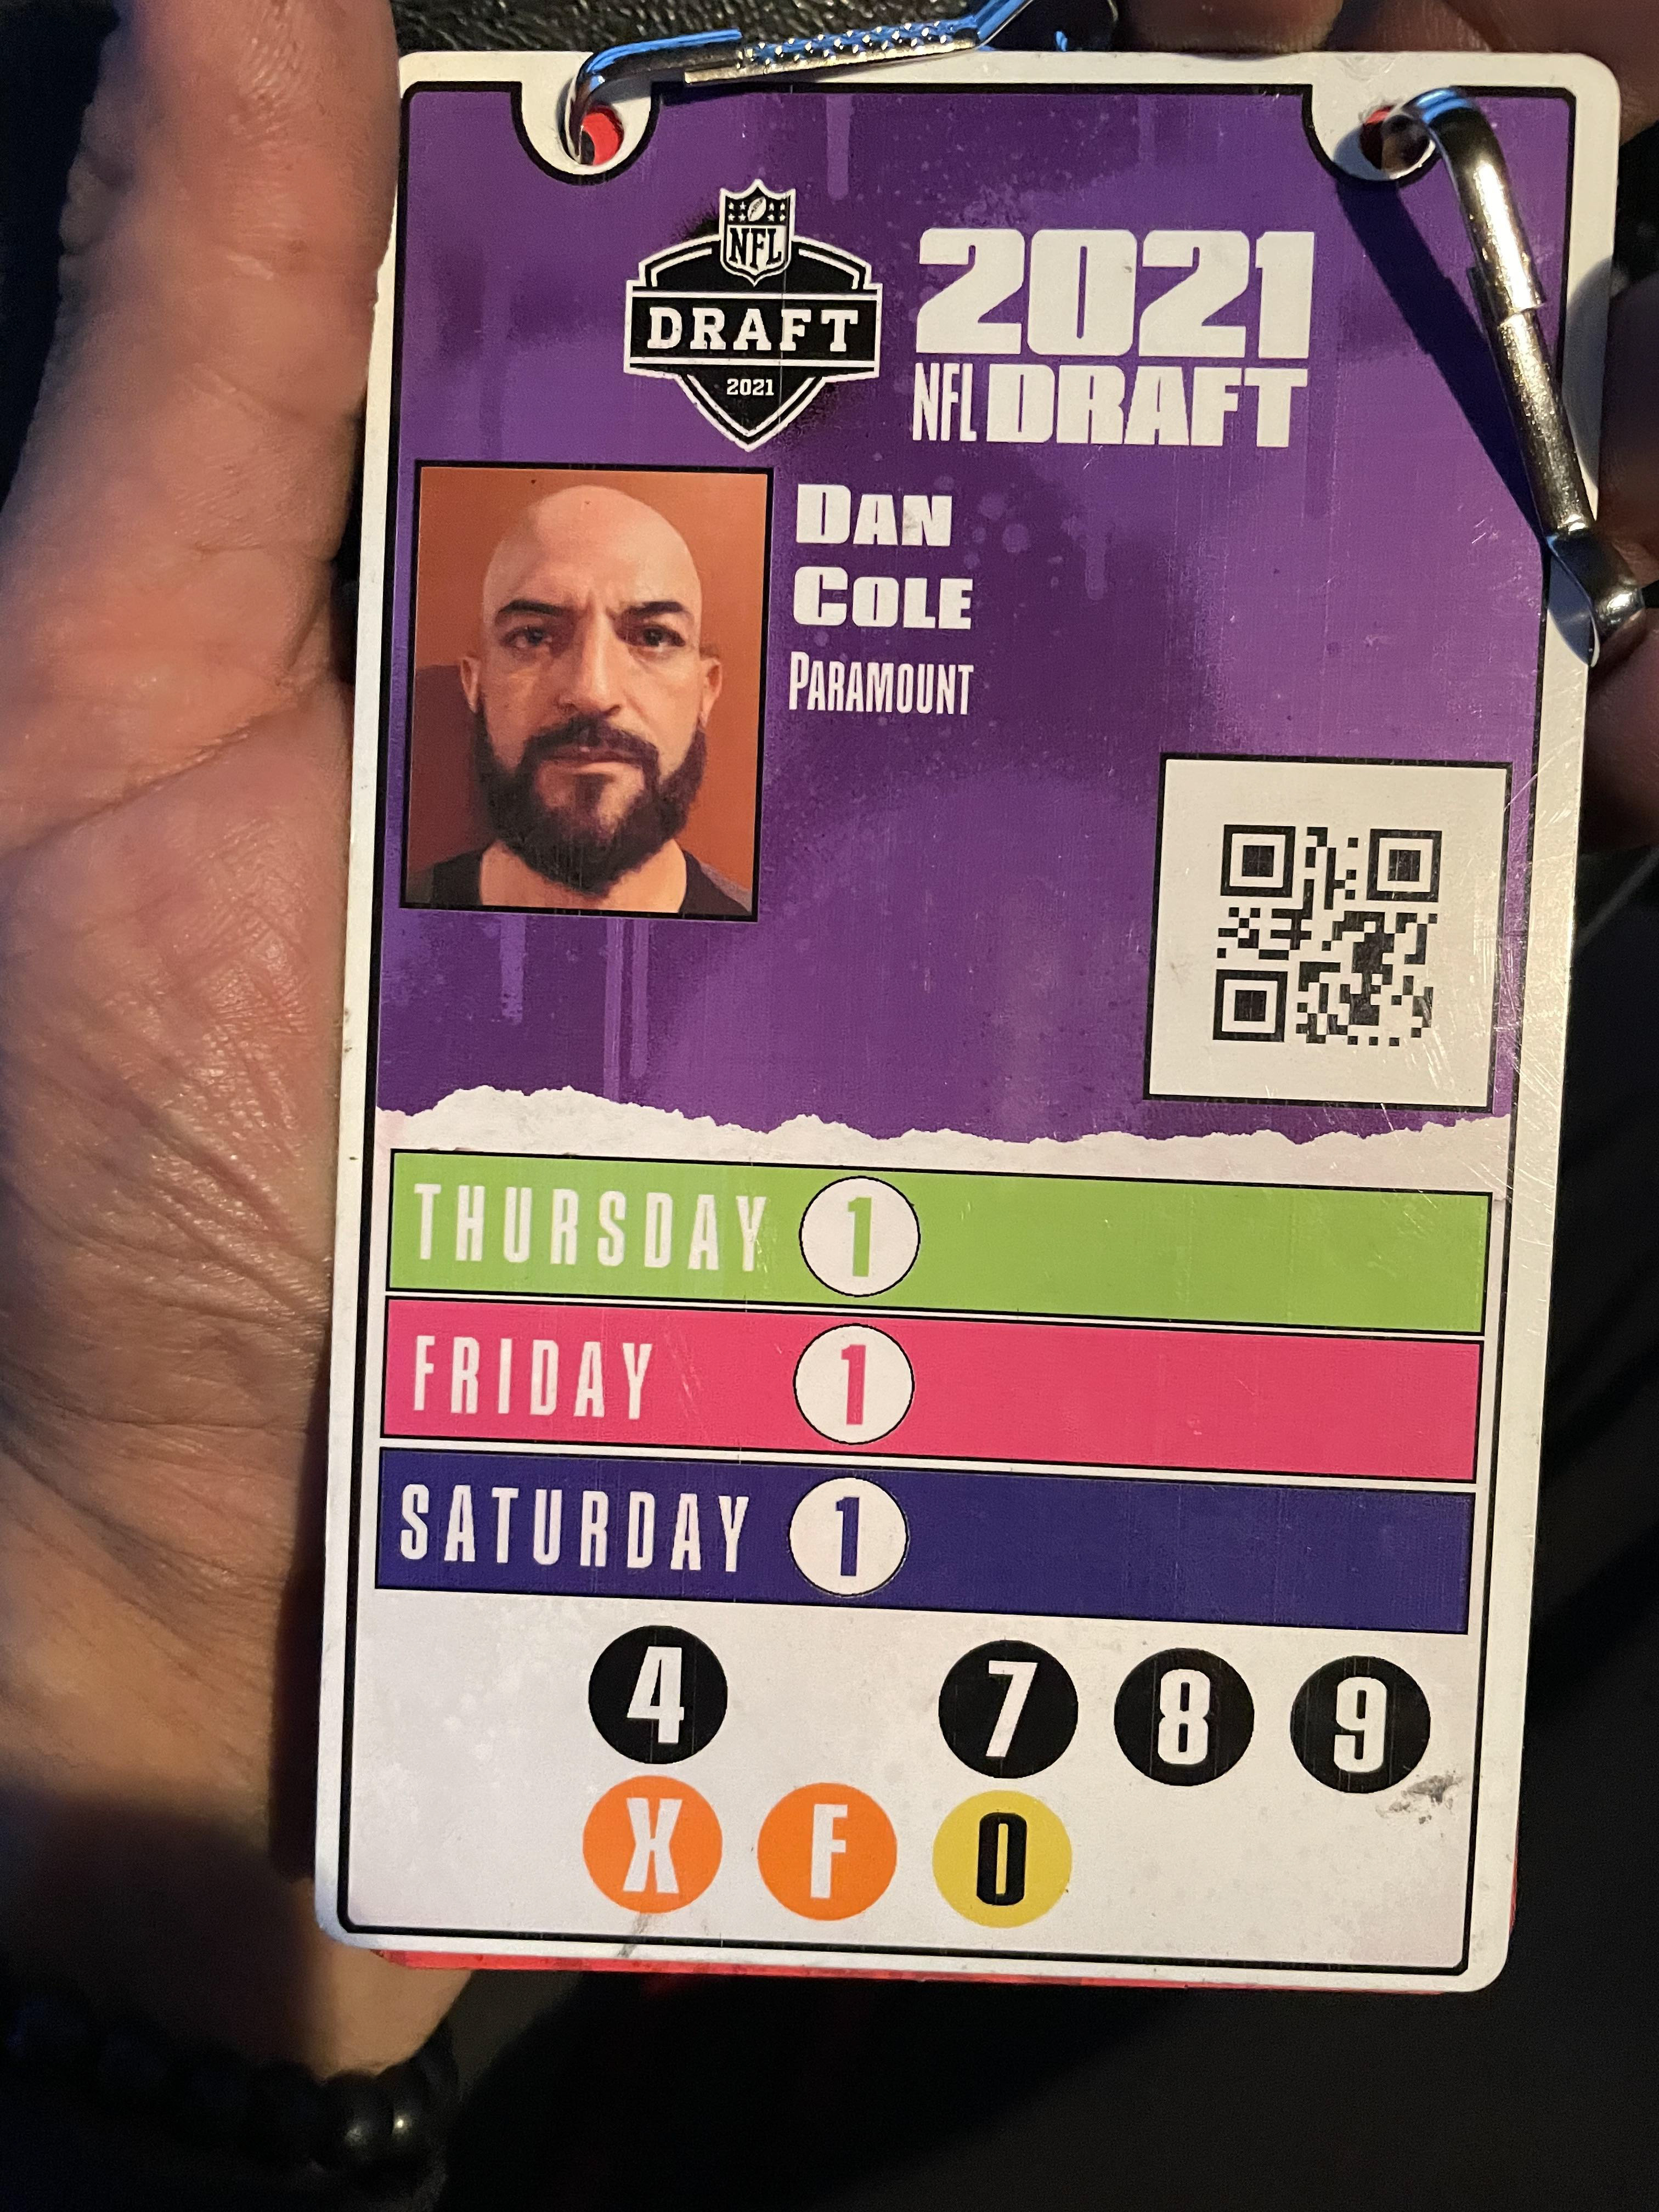 NFL
DRAFT
2021
2021
NFL DRAFT
DAN
COLE
PARAMOUNT
THURSDAY 1
FRIDAY 1
SATURDAY 1
4 7 8 9
X F 0